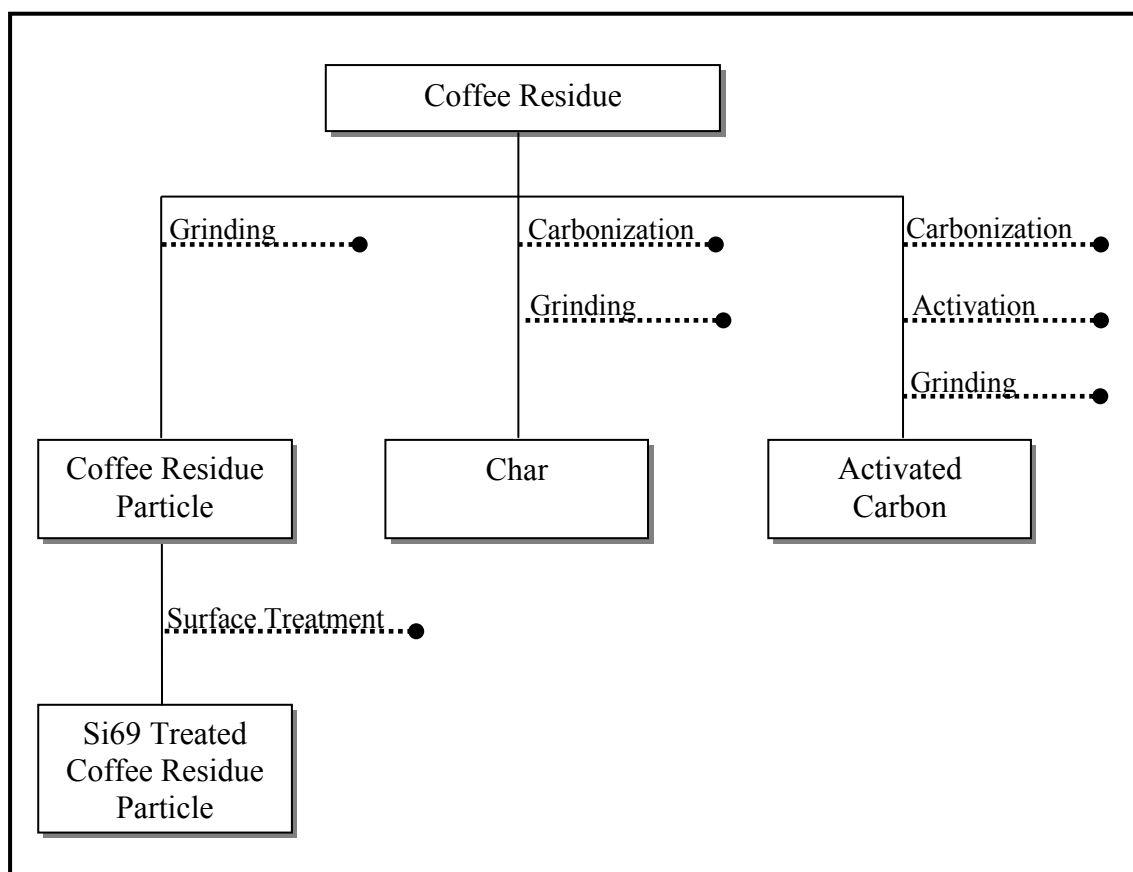 Coffee Residue
Grinding
Carbonization
Carbonization
Grinding
Activation
Grinding
Coffee Residue
Particle
Char
Activated
Carbon
Surface Treatment
Si69 Treated
Coffee Residue
Particle